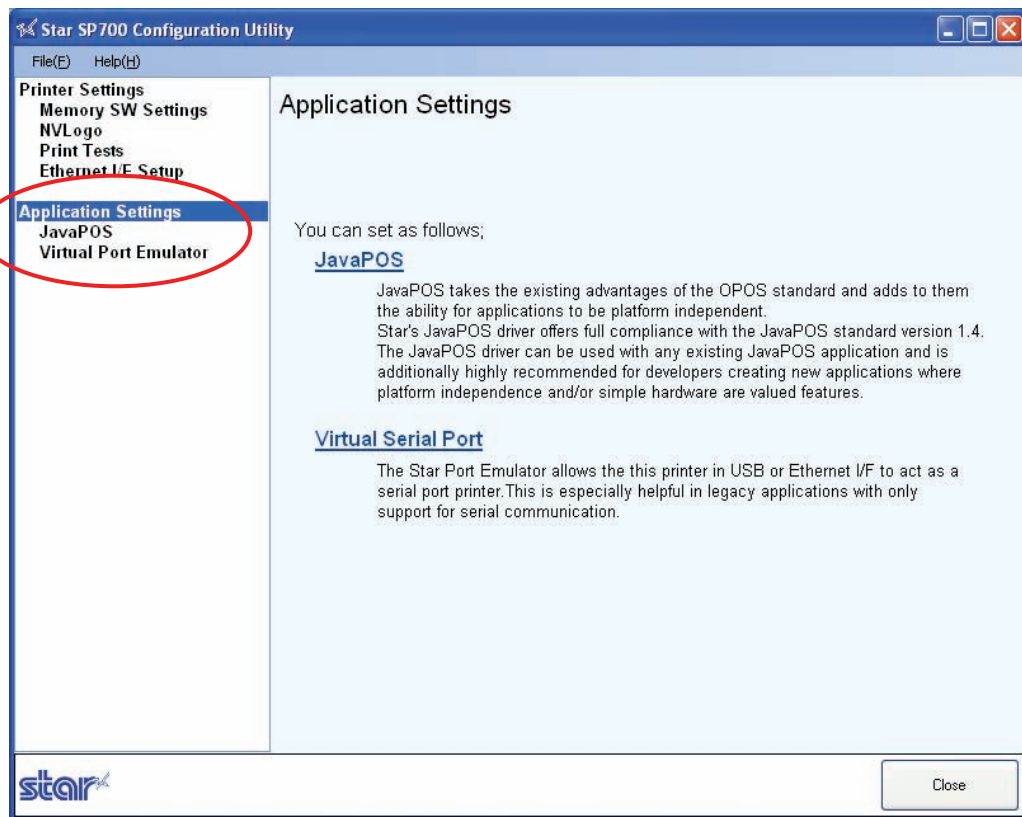 Star SP700 Configuration Utility
File(F) Help(H)
Printer Settings
Memory SW Settings
NVLogo
Print Tests
Ethernet I/F Setup
Application Settings
JavaPOS
Virtual Port Emulator
Application Settings
You can set as follows;
JavaPOS
JavaPOS takes the existing advantages of the OPOS standard and adds to them
the ability for applications to be platform independent.
Star's JavaPOS driver offers full compliance with the JavaPOS standard version 1.4.
The JavaPOS driver can be used with any existing JavaPOS application and is
additionally highly recommended for developers creating new applications where
platform independence and/or simple hardware are valued features.
Virtual Serial Port
The Star Port Emulator allows the this printer in USB or Ethernet I/F to act as a
serial port printer.This is especially helpful in legacy applications with only
support for serial communication.
star
Close